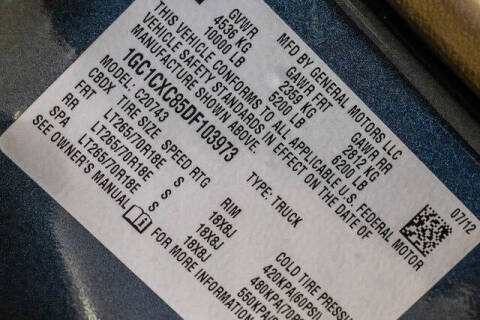 MFD BY GENERAL MOTORS LLC 07/12
GVWR GAWR FRT GAWR RR
4536 KG 2359 KG 2812 KG
10000 LB 5200 LB 6200 LB
THIS VEHICLE CONFORMS TO ALL APPLICABLE U.S. FEDERAL MOTOR
VEHICLE SAFETY STANDARDS IN EFFECT ON THE DATE OF
MANUFACTURE SHOWN ABOVE.
1GC1CXC85DF103973 TYPE: TRUCK
MODEL: C20743
CBDX TIRE SIZE SPEED RTG RIM COLD TIRE PRESSU
FRT LT265/70R18E S 18X8J 420KPA(60PSI
RR LT265/70R18E S 18X8J 480KPA(70PS
SPA LT265/70R18E S 18X8J 550KPA
SEE OWNER'S MANUAL FOR MORE INFORMATION